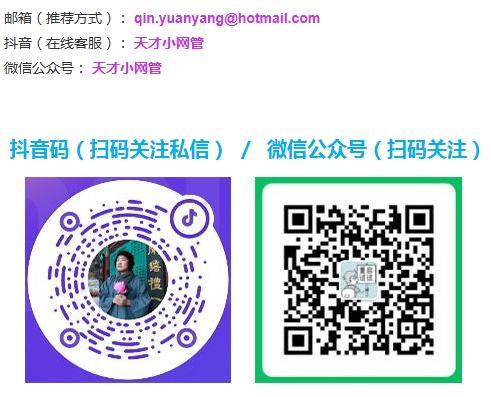 邮箱（推荐方式）： qin.yuanyang@hotmail.com
抖音（在线客服）： 天才小网管
微信公众号： 天才小网管
抖音码（扫码关注私信） / 微信公众号（扫码关注）